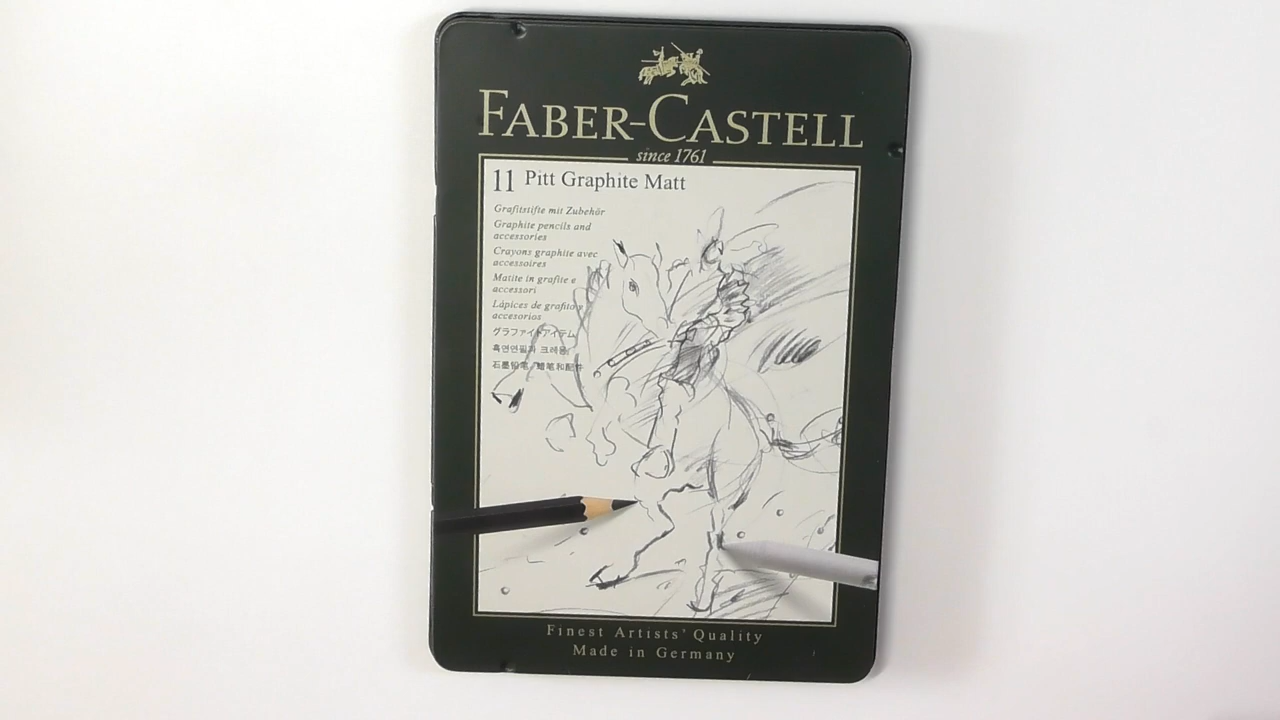 FABER-CASTELL
since 1761
11 Pitt Graphite Matt
Grafitstifte mit Zubehör
Graphite pencils and
accessories
Crayons graphite avec
accessoires
Matite in grafite e
accessori
Lápices de grafito y
accesorios
グラファイトアイテム
흑연연필과 크레용
石墨铅笔 蜡笔和配件
Finest Artists' Quality
Made in Germany